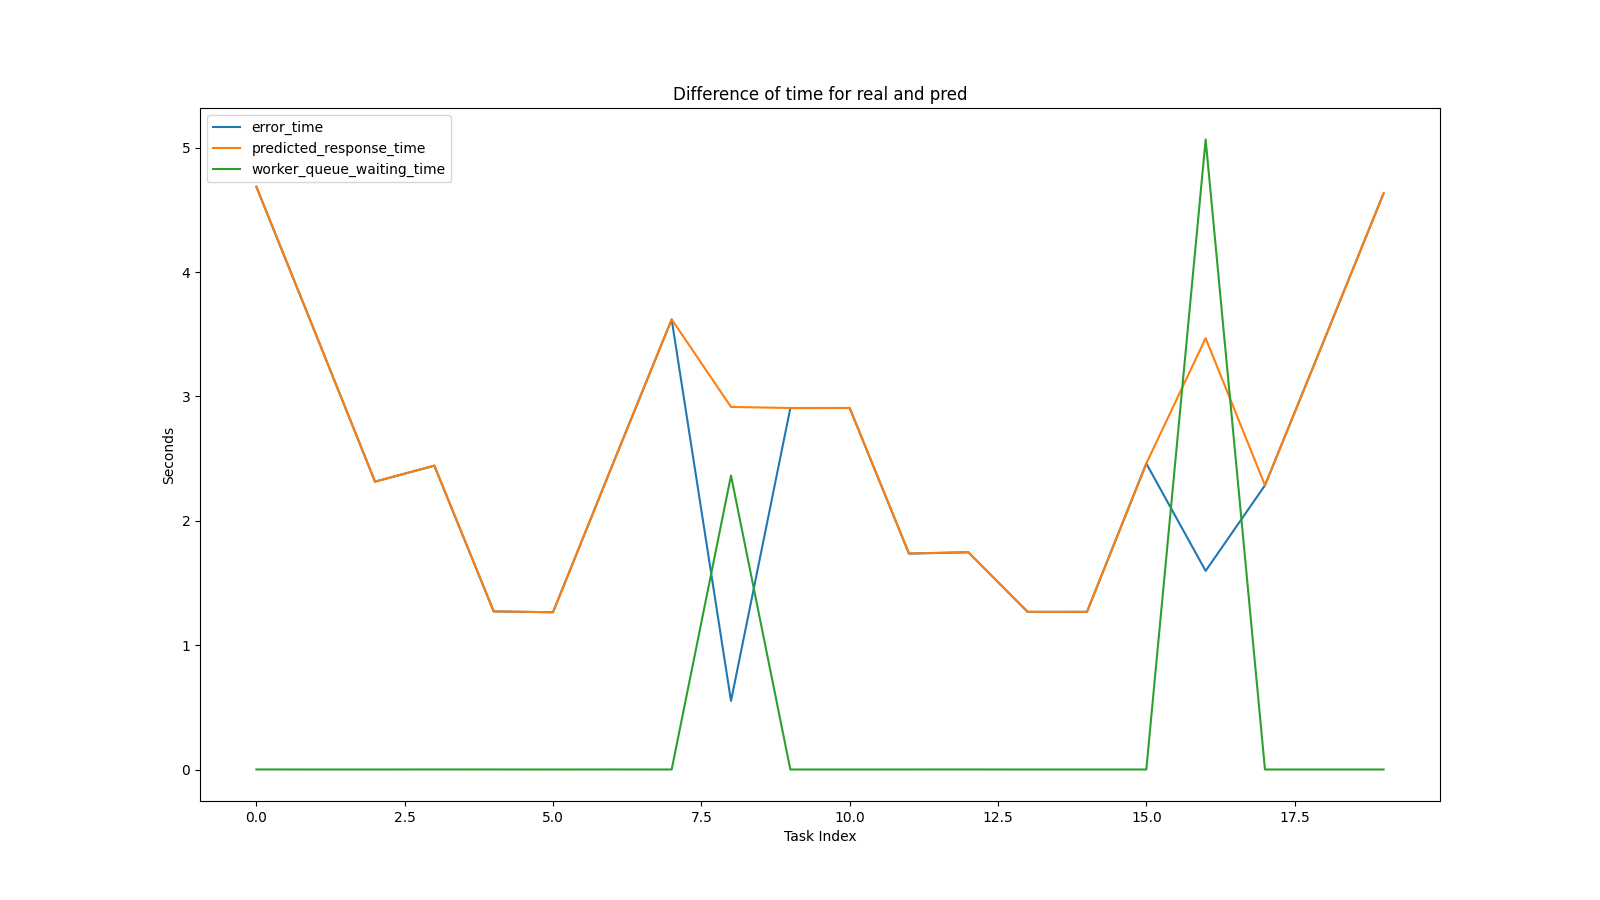 Difference of time for real and pred
error_time
predicted_response_time
worker_queue_waiting_time
5
4
3
2
1
0
Seconds
0.0 2.5 5.0 7.5 10.0 12.5 15.0 17.5
Task Index